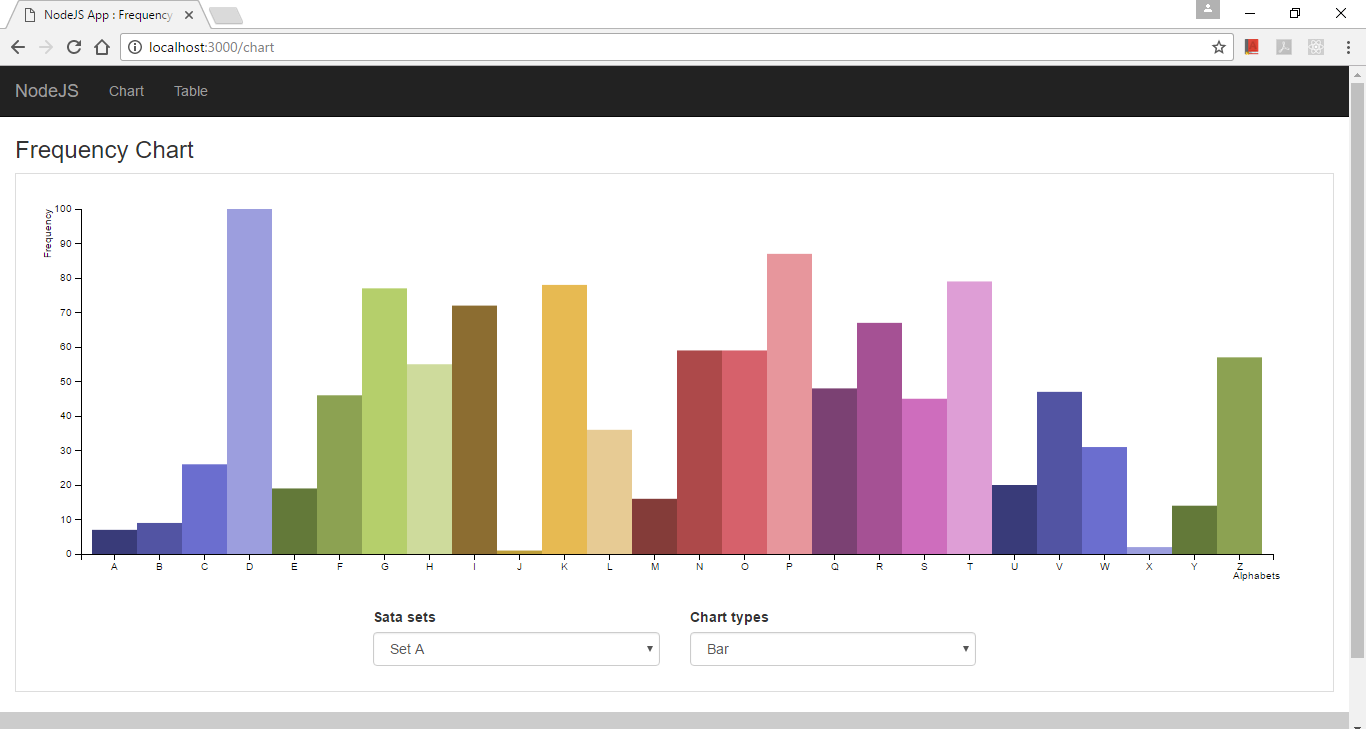 NodeJS App : Frequency
localhost:3000/chart
NodeJS Chart Table
Frequency Chart
Frequency
100
90
80
70
60
50
40
30
20
10
0
A B C D E F G H I J K L M N O P Q R S T U V W X Y Z
Alphabets
Sata sets Chart types
Set A Bar